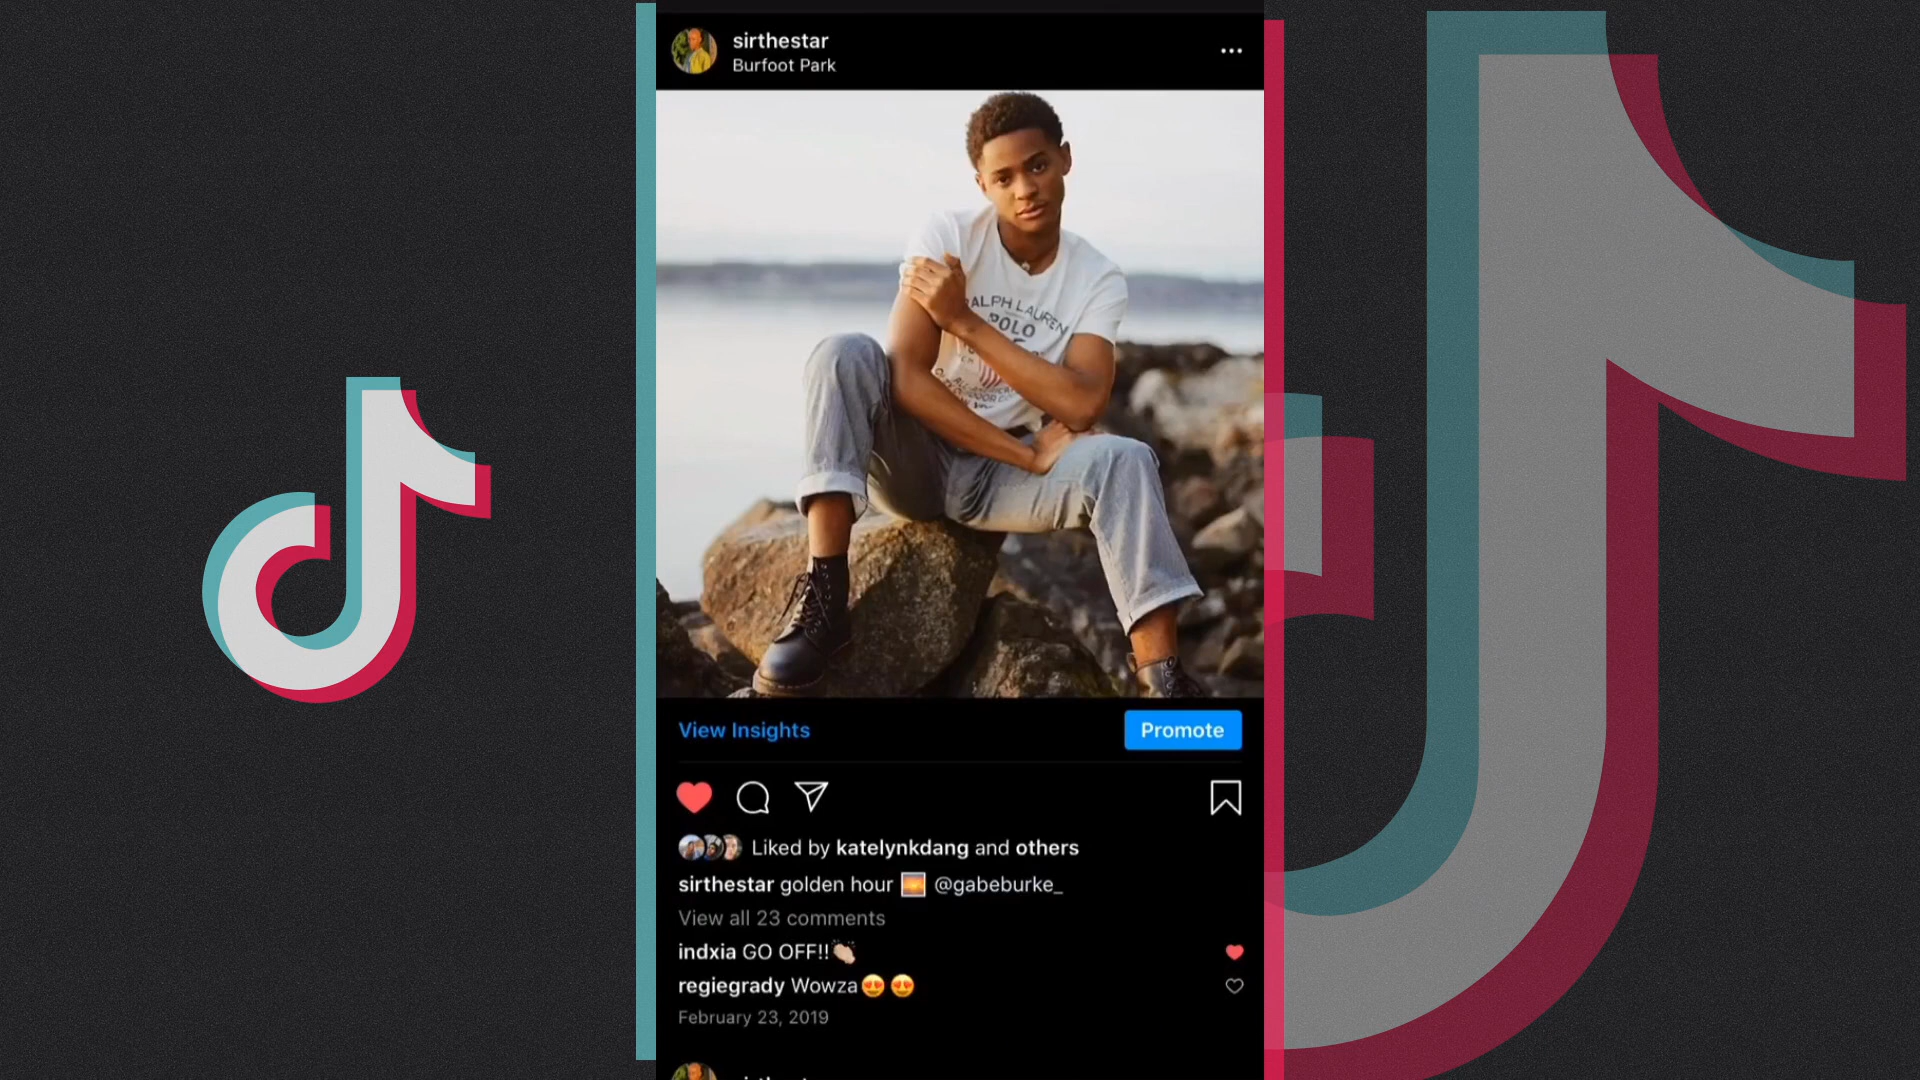 sirthestar
Burfoot Park
RALPH LAUREN
POLO
View Insights
Promote
Liked by katelynkdang and others
sirthestar golden hour 🌅 @gabeburke_
View all 23 comments
indxia GO OFF!!👏🏼
regiegrady Wowza😍😍
February 23, 2019